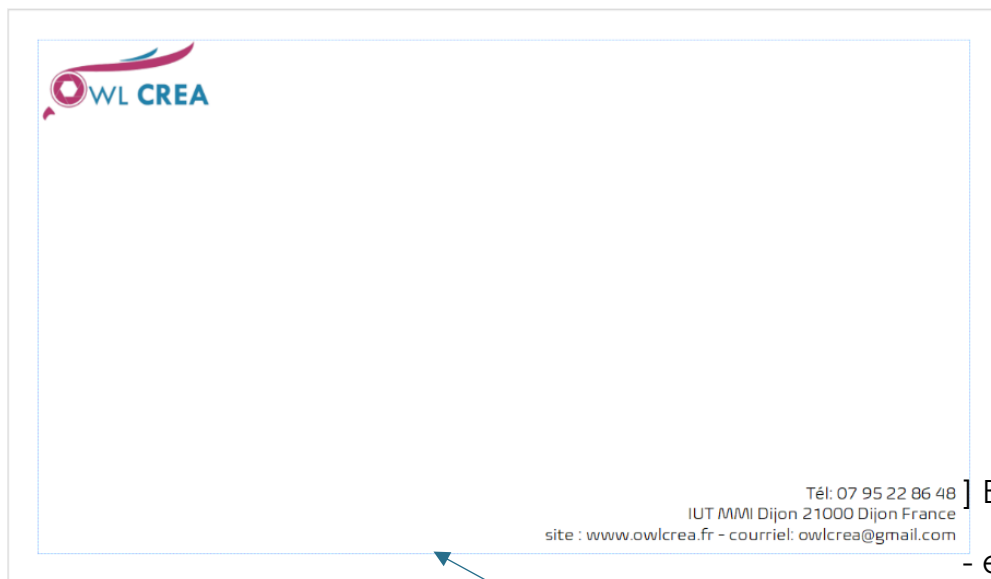 OWL CREA
Tél: 07 95 22 86 48
IUT MMI Dijon 21000 Dijon France
site : www.owlcrea.fr - courriel: owlcrea@gmail.com
]
-